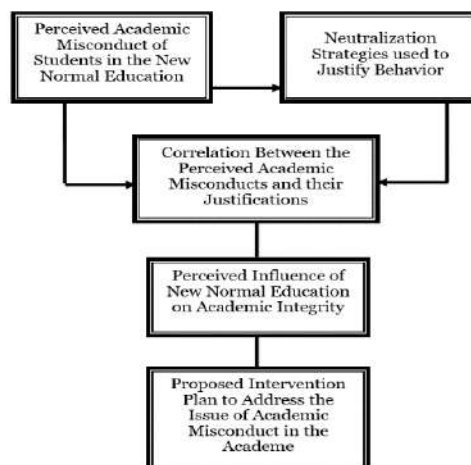 Perceived Academic
Misconduct of
Students in the New
Normal Education
Neutralization
Strategies used to
Justify Behavior
Correlation Between the
Perceived Academic
Misconducts and their
Justifications
Perceived Influence of
New Normal Education
on Academic Integrity
Proposed Intervention
Plan to Address the
Issue of Academic
Misconduct in the
Academe